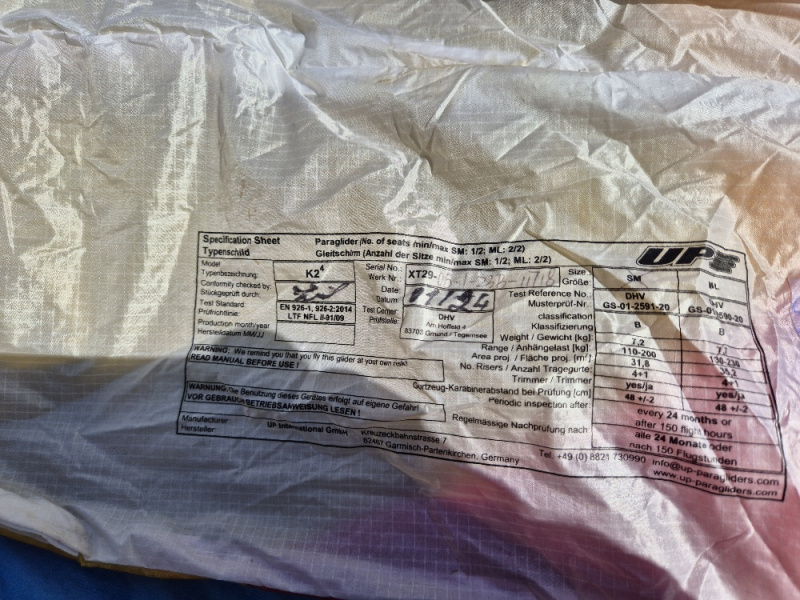 Specification Sheet Paraglider (No. of seats /min/max SM: 1/2; ML: 2/2)
Typenschild Gleitschirm (Anzahl der Sitze min/max SM: 1/2; ML: 2/2)
UP
Model
Typenbezeichnung: K2⁴
Conformity checked by:
Stückgeprüft durch:
Test Standard:
Prüfrichtlinie:
EN 926-1, 926-2:2014
LTF NFL II-91/09
Production month/year
Herstelldatum MM/JJ
Serial No.:
Werk Nr.: XT29-
Date:
Datum:
Test Center:
Prüfstelle:
DHV
Am Hoffeld 4
83703 Gmund / Tegernsee
Size
Größe SM
Test Reference No.
Musterprüf-Nr. DHV GS-01-2591-20
classification
Klassifizierung B B
Weight / Gewicht [kg] 7,2
Range / Anhängelast [kg] 110-200 130-230
Area proj. / Fläche proj. [m²] 31,8
No. Risers / Anzahl Tragegurte: 4+1 4+1
Trimmer / Trimmer yes/ja yes/ja
Gurtzeug-Karabinerabstand bei Prüfung [cm] 48 +/-2 48 +/-2
Periodic inspection after: every 24 months or
after 150 flight hours
Regelmässige Nachprüfung nach: alle 24 Monate oder
nach 150 Flugstunden
WARNING: We remind you that you fly this glider at your own risk!
READ MANUAL BEFORE USE !
WARNUNG: Die Benutzung dieses Gerätes erfolgt auf eigene Gefahr!
VOR GEBRAUCH BETRIEBSANWEISUNG LESEN !
Manufacturer
Hersteller: UP International GmbH
Kreuzeckbahnstrasse 7
82467 Garmisch-Partenkirchen, Germany
Tel. +49 (0) 8821 730990 info@up-paragliders.com
www.up-paragliders.com